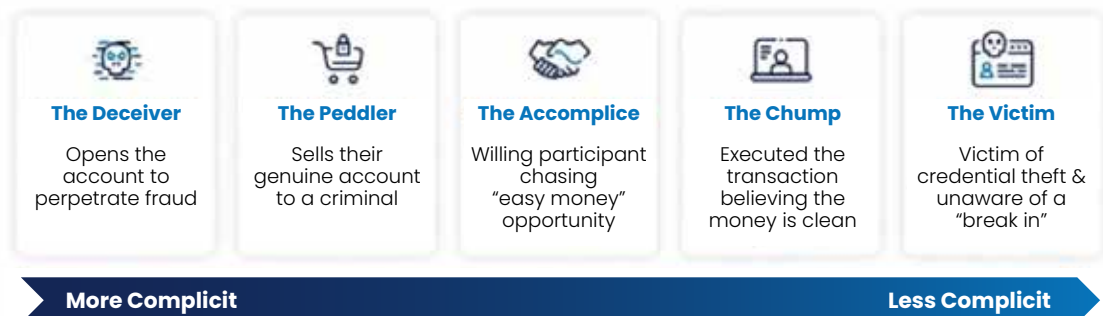 The Deceiver
Opens the
account to
perpetrate fraud
The Peddler
Sells their
genuine account
to a criminal
The Accomplice
Willing participant
chasing
“easy money”
opportunity
The Chump
Executed the
transaction
believing the
money is clean
The Victim
Victim of
credential theft &
unaware of a
“break in”
More Complicit
Less Complicit